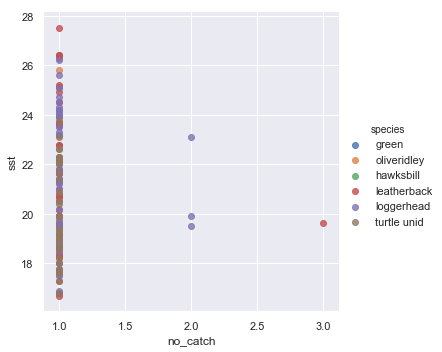 28
26
24
22
20
18
sst
1.0
1.5
2.0
2.5
3.0
no_catch
species
green
oliveridley
hawksbill
leatherback
loggerhead
turtle unid